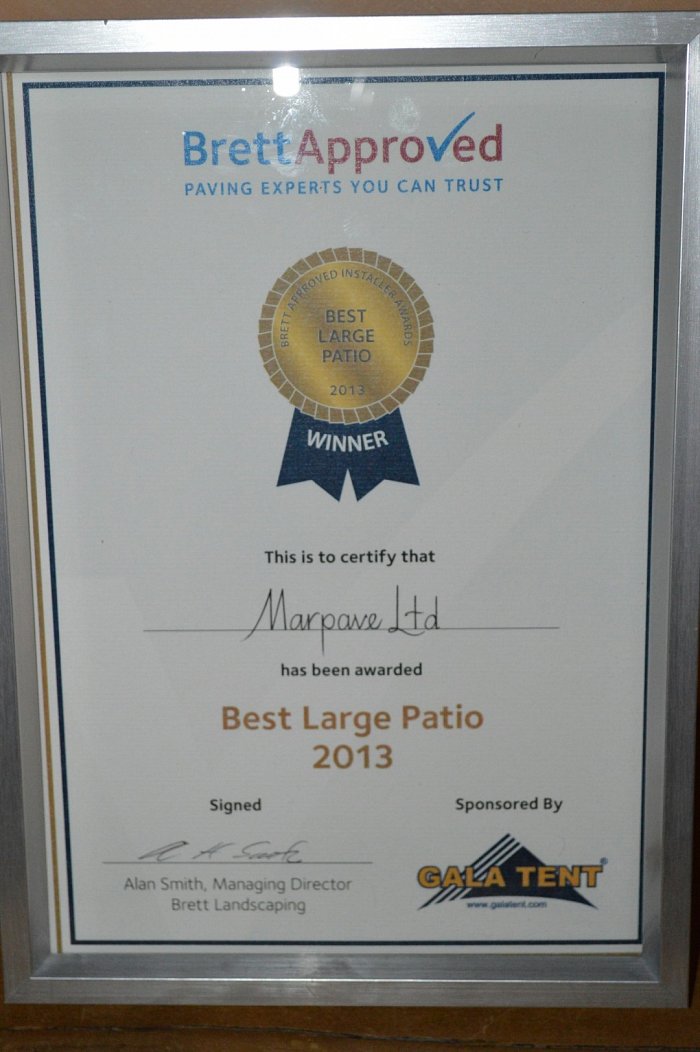 BrettApproved
PAVING EXPERTS YOU CAN TRUST
BRETT APPROVED INSTALLER AWARDS
BEST
LARGE
PATIO
2013
WINNER
This is to certify that
Marpave Ltd
has been awarded
Best Large Patio
2013
Signed
Alan Smith, Managing Director
Brett Landscaping
Sponsored By
GALA TENT®
www.galatent.com